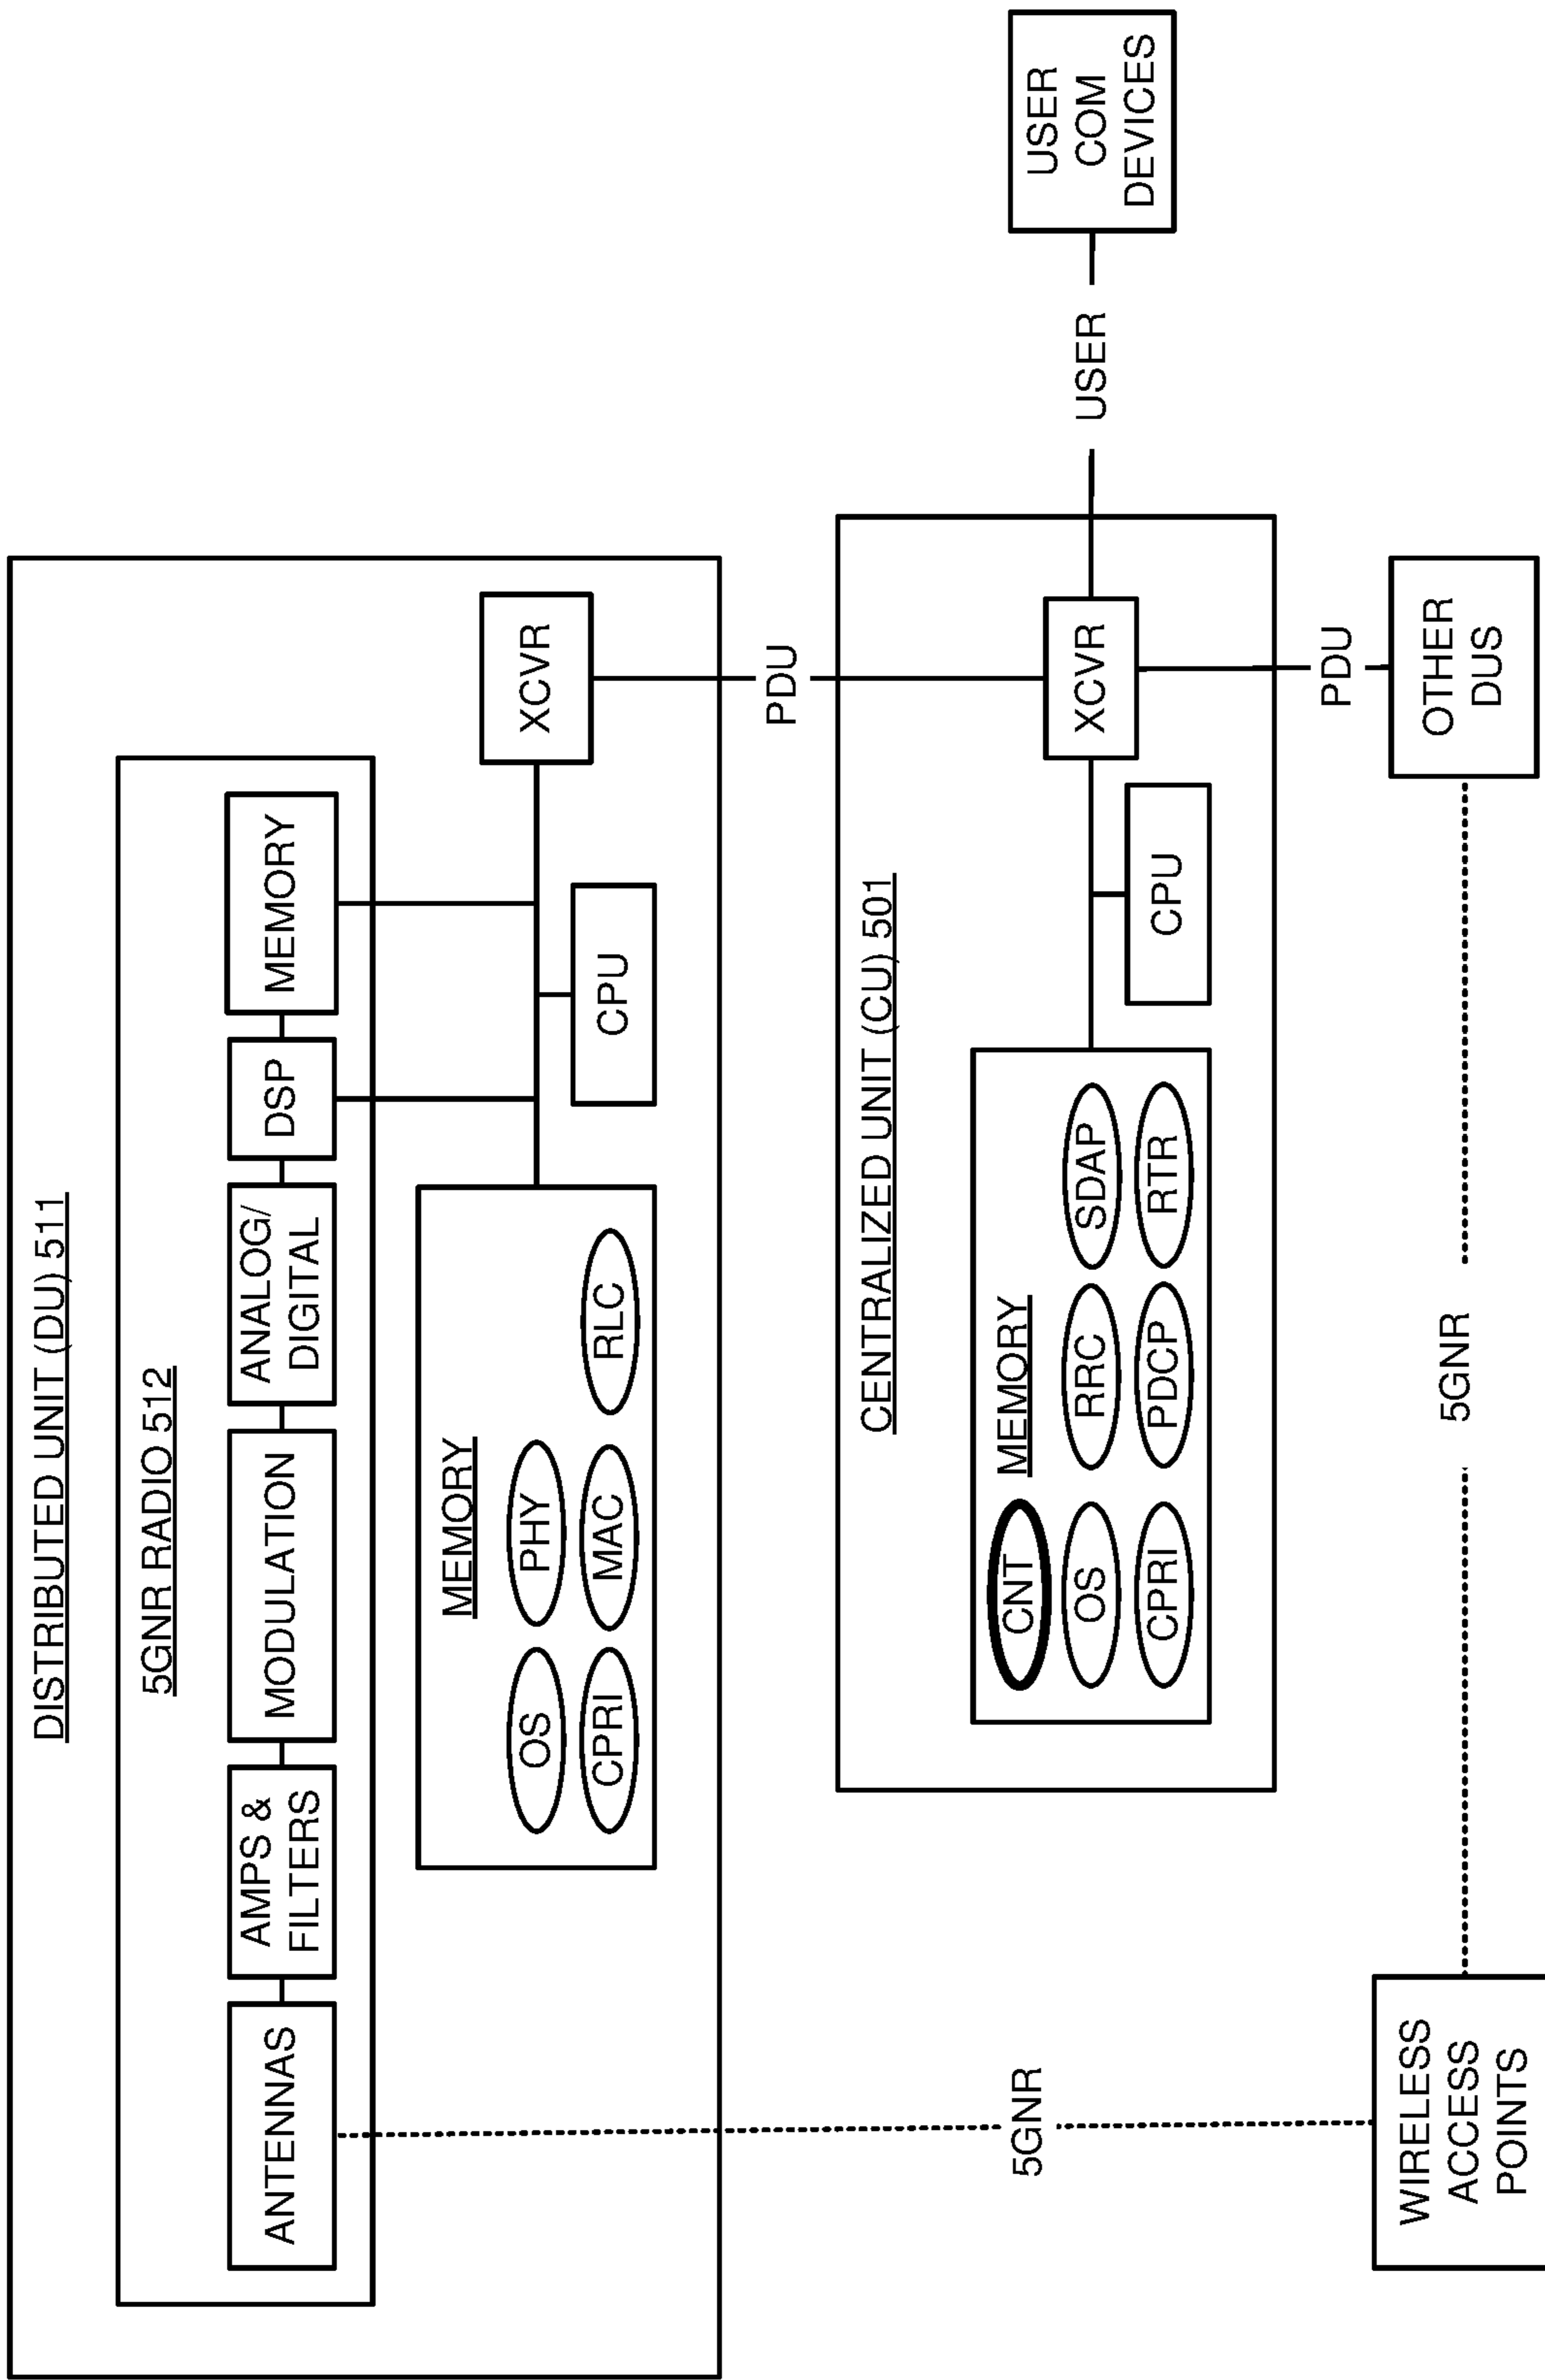 DISTRIBUTED UNIT (DU) 511
5GNR RADIO 512
ANTENNAS
AMPS &
FILTERS
MODULATION
ANALOG/
DIGITAL
DSP
MEMORY
MEMORY
OS
PHY
CPRI
MAC
RLC
CPU
XCVR
PDU
CENTRALIZED UNIT (CU) 501
MEMORY
CNT
OS
RRC
SDAP
CPRI
PDCP
RTR
CPU
XCVR
USER
USER
COM
DEVICES
5GNR
PDU
WIRELESS
ACCESS
POINTS
5GNR
OTHER
DUS